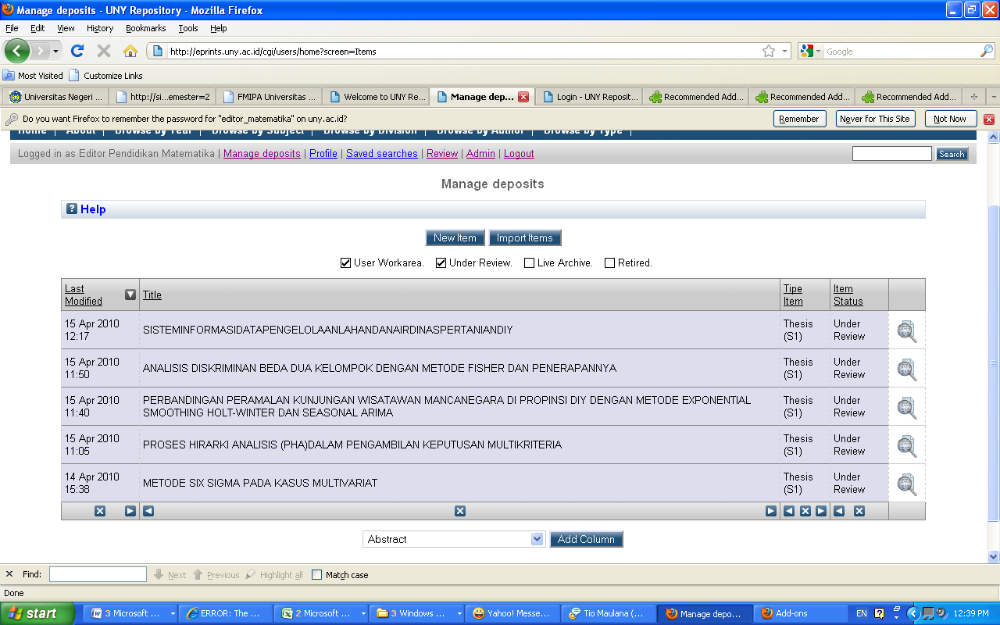 Manage deposits - UNY Repository - Mozilla Firefox
File Edit View History Bookmarks Tools Help
http://eprints.uny.ac.id/cgi/users/home?screen=Items
Google
Most Visited Customize Links
Universitas Negeri ... http://si...emester=2 FMIPA Universitas ... Welcome to UNY Re... Manage dep... Login - UNY Reposit... Recommended Add... Recommended Add... Recommended Add...
Do you want Firefox to remember the password for "editor_matematika" on uny.ac.id? Remember Never for This Site Not Now
Home | About | Browse by Year | Browse by Subject | Browse by Division | Browse by Author | Browse by Type |
Logged in as Editor Pendidikan Matematika | Manage deposits | Profile | Saved searches | Review | Admin | Logout Search
Manage deposits
? Help
New Item Import Items
User Workarea. Under Review. Live Archive. Retired.
Last Modified Title Tipe Item Item Status
15 Apr 2010 12:17 SISTEMINFORMASIDATAPENGELOLAANLAHANDANAIRDINASPERTANIANDIY Thesis (S1) Under Review
15 Apr 2010 11:50 ANALISIS DISKRIMINAN BEDA DUA KELOMPOK DENGAN METODE FISHER DAN PENERAPANNYA Thesis (S1) Under Review
15 Apr 2010 11:40 PERBANDINGAN PERAMALAN KUNJUNGAN WISATAWAN MANCANEGARA DI PROPINSI DIY DENGAN METODE EXPONENTIAL SMOOTHING HOLT-WINTER DAN SEASONAL ARIMA Thesis (S1) Under Review
15 Apr 2010 11:05 PROSES HIRARKI ANALISIS (PHA)DALAM PENGAMBILAN KEPUTUSAN MULTIKRITERIA Thesis (S1) Under Review
14 Apr 2010 15:38 METODE SIX SIGMA PADA KASUS MULTIVARIAT Thesis (S1) Under Review
Abstract Add Column
Find: Next Previous Highlight all Match case
Done
start 3 Microsoft ... ERROR: The ... 2 Microsoft ... 3 Windows ... Yahoo! Messe... Tio Maulana (... Manage depo... Add-ons EN 12:39 PM